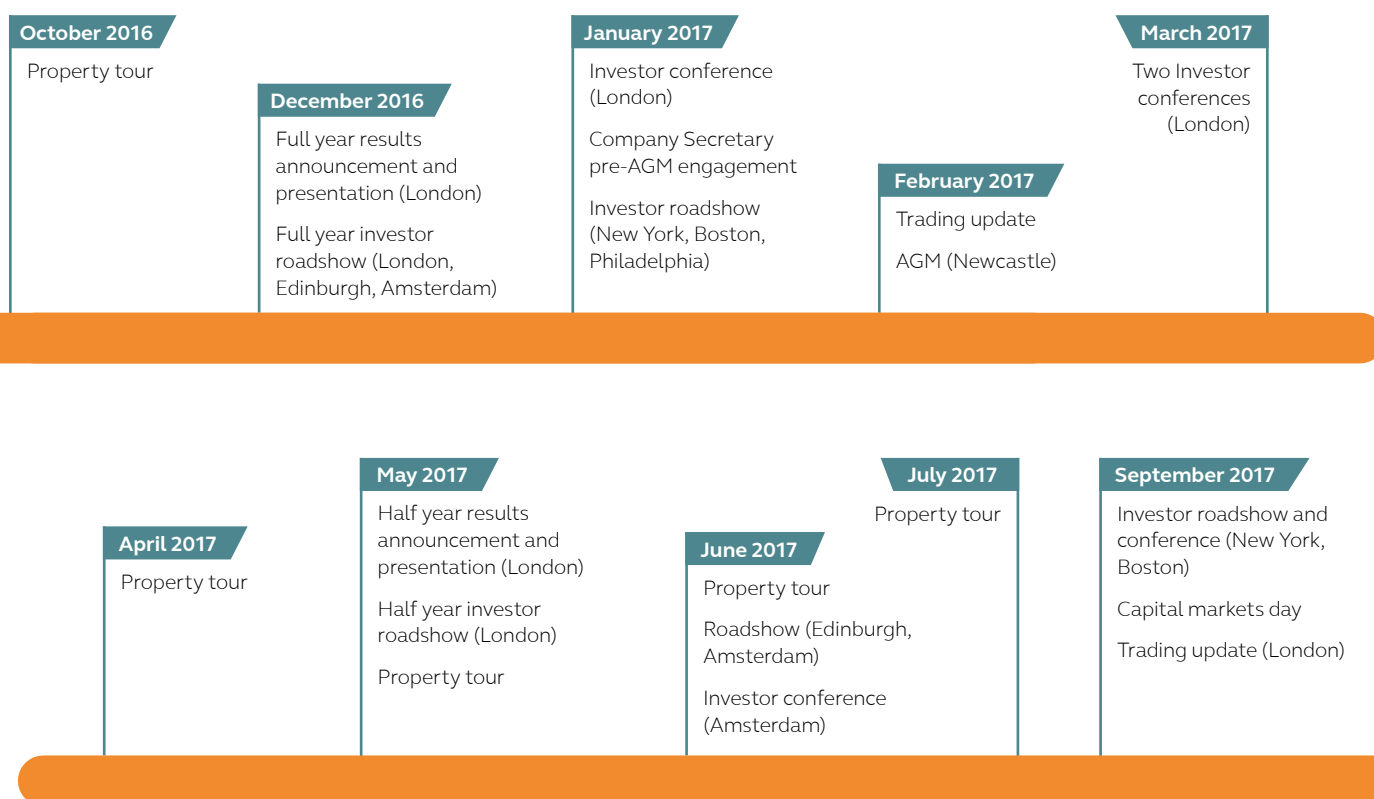 October 2016
Property tour
December 2016
Full year results
announcement and
presentation (London)
Full year investor
roadshow (London,
Edinburgh, Amsterdam)
January 2017
Investor conference
(London)
Company Secretary
pre-AGM engagement
Investor roadshow
(New York, Boston,
Philadelphia)
February 2017
Trading update
AGM (Newcastle)
March 2017
Two Investor
conferences
(London)
April 2017
Property tour
May 2017
Half year results
announcement and
presentation (London)
Half year investor
roadshow (London)
Property tour
June 2017
Property tour
Roadshow (Edinburgh,
Amsterdam)
Investor conference
(Amsterdam)
July 2017
Property tour
September 2017
Investor roadshow and
conference (New York,
Boston)
Capital markets day
Trading update (London)